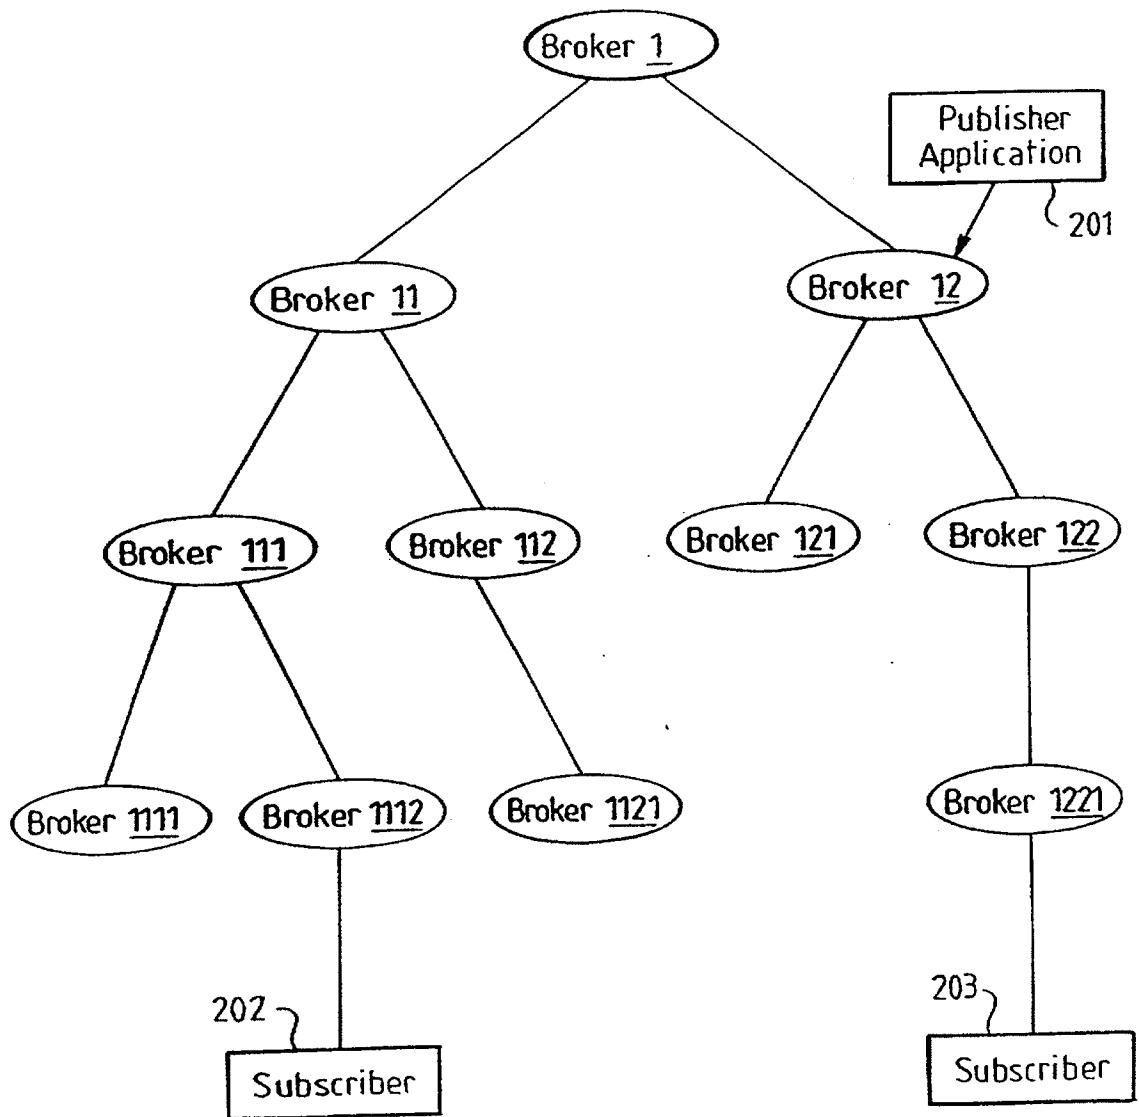 Broker 1
Publisher
Application
201
Broker 11
Broker 12
Broker 111
Broker 112
Broker 121
Broker 122
Broker 1111
Broker 1112
Broker 1121
Broker 1221
202
203
Subscriber
Subscriber